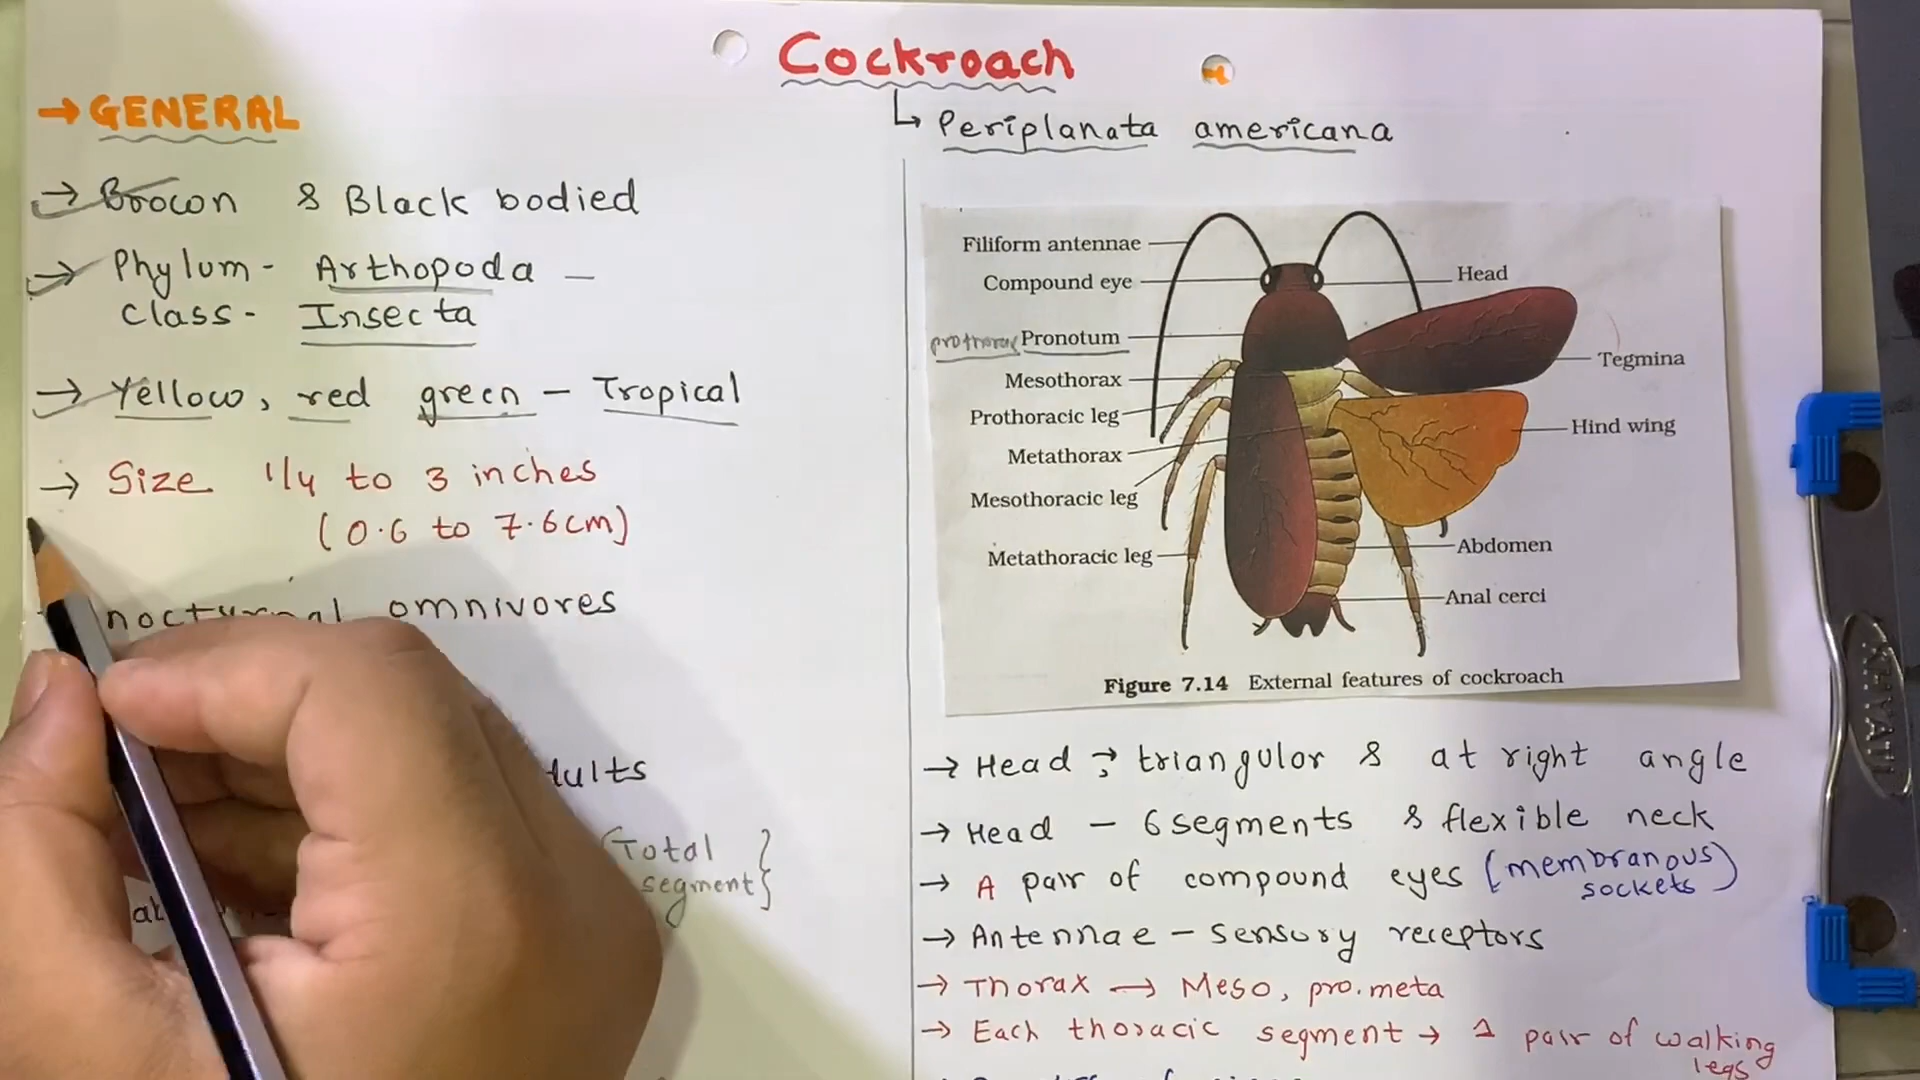 Cockroach
↳ Periplanata americana
→ GENERAL
→ Brown & Black bodied
→ Phylum - Arthopoda –
Class - Insecta
→ Yellow, red green – Tropical
→ Size 1/4 to 3 inches
(0.6 to 7.6cm)
nocturnal omnivores
Total
segment
Filiform antennae
Compound eye
Head
prothorax Pronotum
Tegmina
Mesothorax
Prothoracic leg
Hind wing
Metathorax
Mesothoracic leg
Metathoracic leg
Abdomen
Anal cerci
Figure 7.14 External features of cockroach
→ Head → triangulor & at right angle
→ Head – 6 segments & flexible neck
→ A pair of compound eyes (membranous
sockets)
→ Antennae – sensory receptors
→ Thorax → Meso, pro. meta
→ Each thoracic segment → 1 pair of walking
legs
KAIYAN